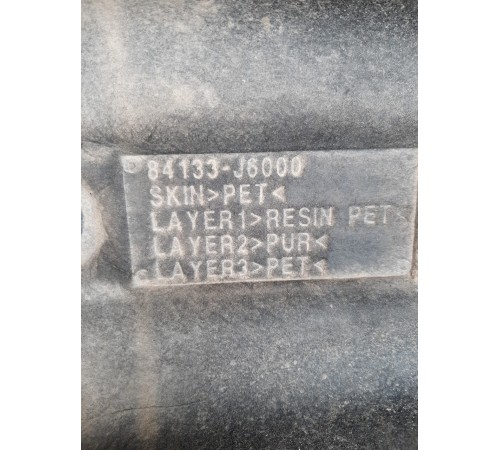 84133-J6000
SKIN>PET<
LAYER1>RESIN PET<
LAYER2>PUR<
LAYER3>PET<